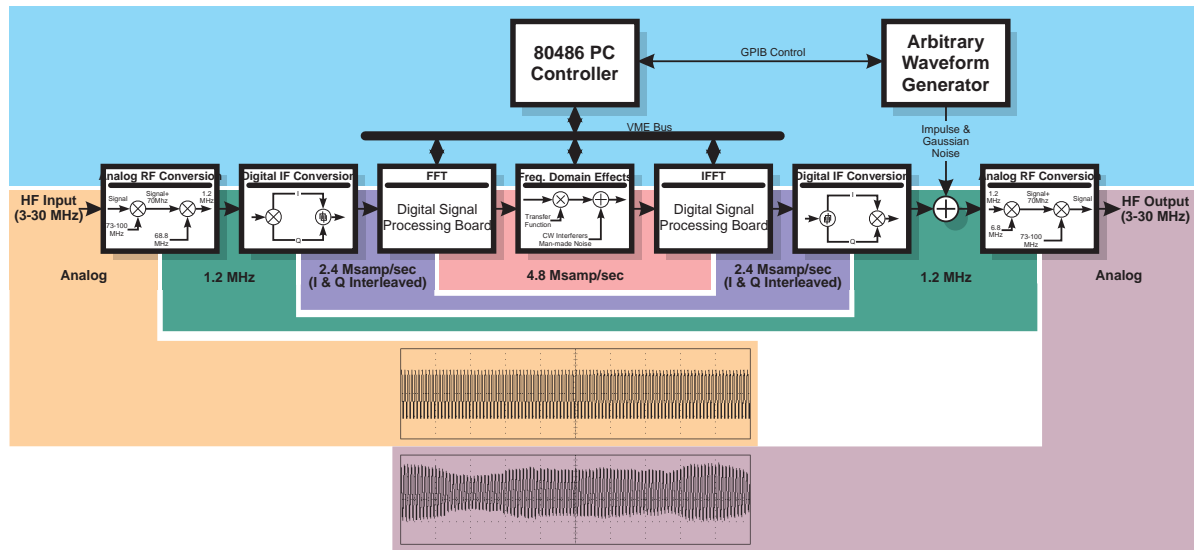 80486 PC
Controller
GPIB Control
Arbitrary
Waveform
Generator
VME Bus
Impulse &
Gaussian
Noise
Analog RF Conversion
Signal
Signal+
70Mhz
1.2
MHz
73-100
MHz
68.8
MHz
Digital IF Conversion
I
Q
FFT
Digital Signal
Processing Board
Freq. Domain Effects
Transfer
Function
CW Interferers
Man-made Noise
IFFT
Digital Signal
Processing Board
Digital IF Conversion
I
Q
Analog RF Conversion
1.2
MHz
Signal+
70Mhz
Signal
6.8
MHz
73-100
MHz
HF Input
(3-30 MHz)
HF Output
(3-30 MHz)
Analog
1.2 MHz
2.4 Msamp/sec
(I & Q Interleaved)
4.8 Msamp/sec
2.4 Msamp/sec
(I & Q Interleaved)
1.2 MHz
Analog